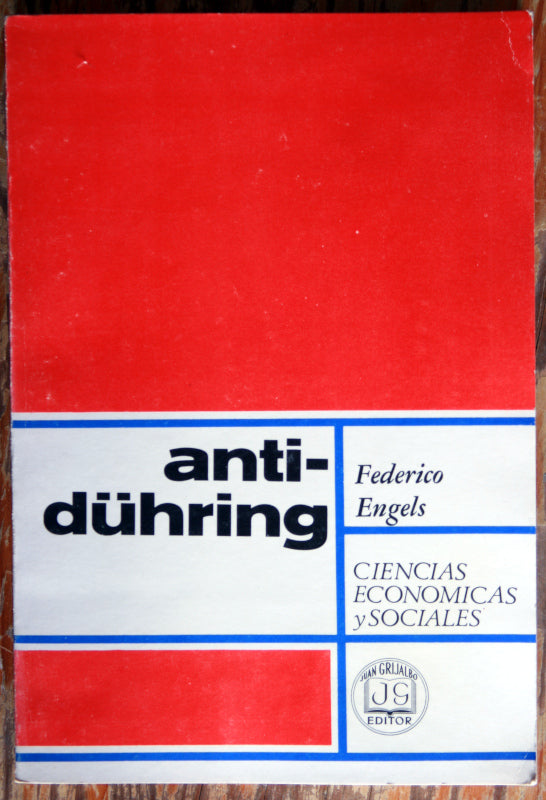 anti-
dühring
Federico
Engels
CIENCIAS
ECONOMICAS
y SOCIALES
JUAN GRIJALBO
JG
EDITOR